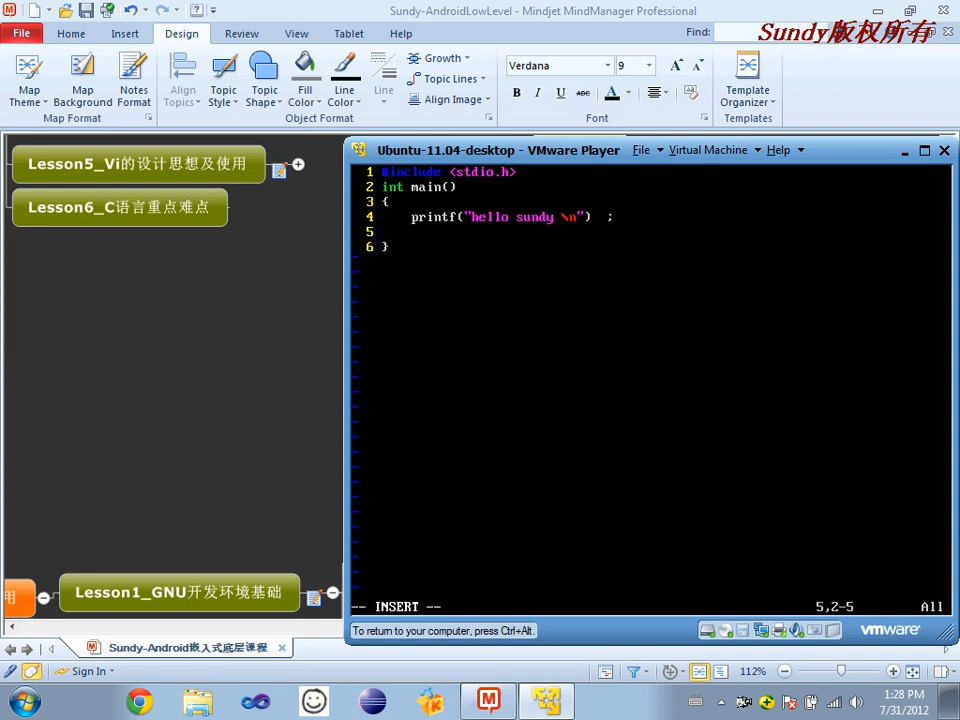 Sundy-AndroidLowLevel - Mindjet MindManager Professional
File Home Insert Design Review View Tablet Help Find:
Sundy版权所有
Map Theme Map Background Notes Format
Map Format
Align Topics Topic Style Topic Shape Fill Color Line Color Line
Growth
Topic Lines
Align Image
Object Format
Verdana 9
B I U ABC A
Font
Template Organizer
Templates
Lesson5_Vi的设计思想及使用
Lesson6_C语言重点难点
用
Lesson1_GNU开发环境基础
Ubuntu-11.04-desktop - VMware Player File Virtual Machine Help
1 #include <stdio.h>
2 int main()
3 {
4 printf("hello sundy \n") ;
5
6 }
-- INSERT -- 5,2-5 All
To return to your computer, press Ctrl+Alt.
vmware
Sundy-Android嵌入式底层课程
Sign In
112%
1:28 PM
7/31/2012